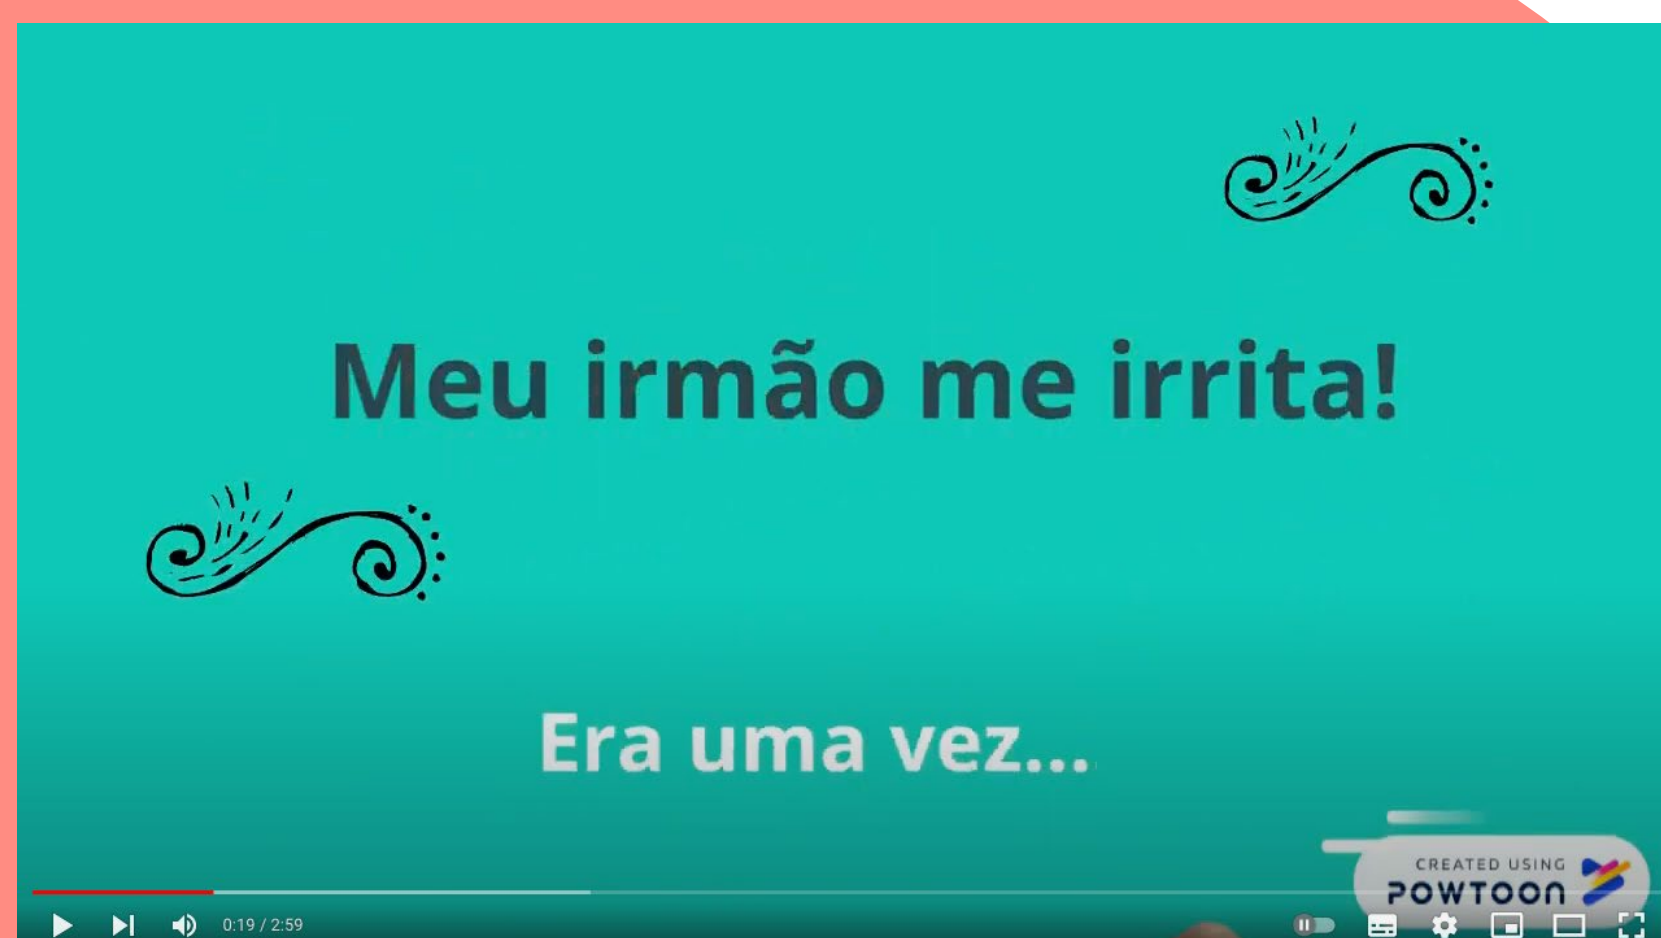 Meu irmão me irrita!
Era uma vez...
CREATED USING
POWTOON
0:19 / 2:59